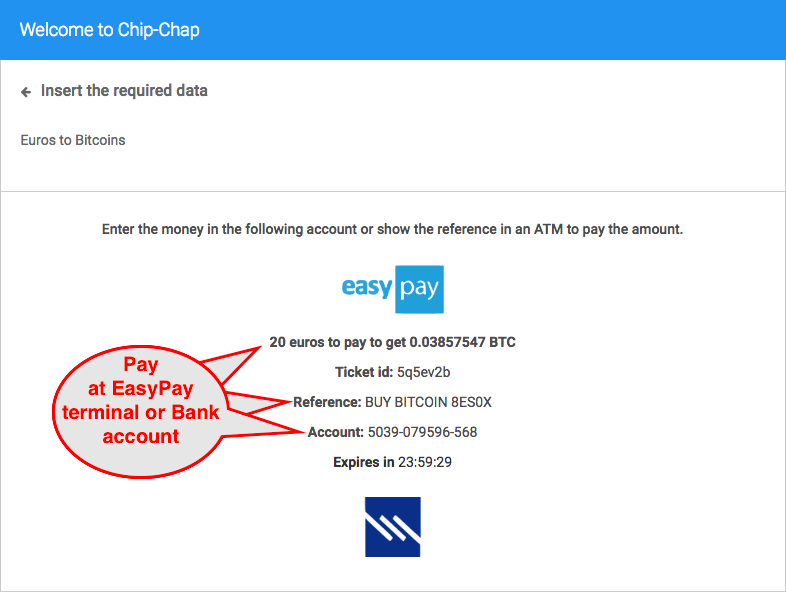 Welcome to Chip-Chap
Insert the required data
Euros to Bitcoins
Enter the money in the following account or show the reference in an ATM to pay the amount.
easy pay
20 euros to pay to get 0.03857547 BTC
Ticket id: 5q5ev2b
Reference: BUY BITCOIN 8ES0X
Account: 5039-079596-568
Expires in 23:59:29
Pay
at EasyPay
terminal or Bank
account